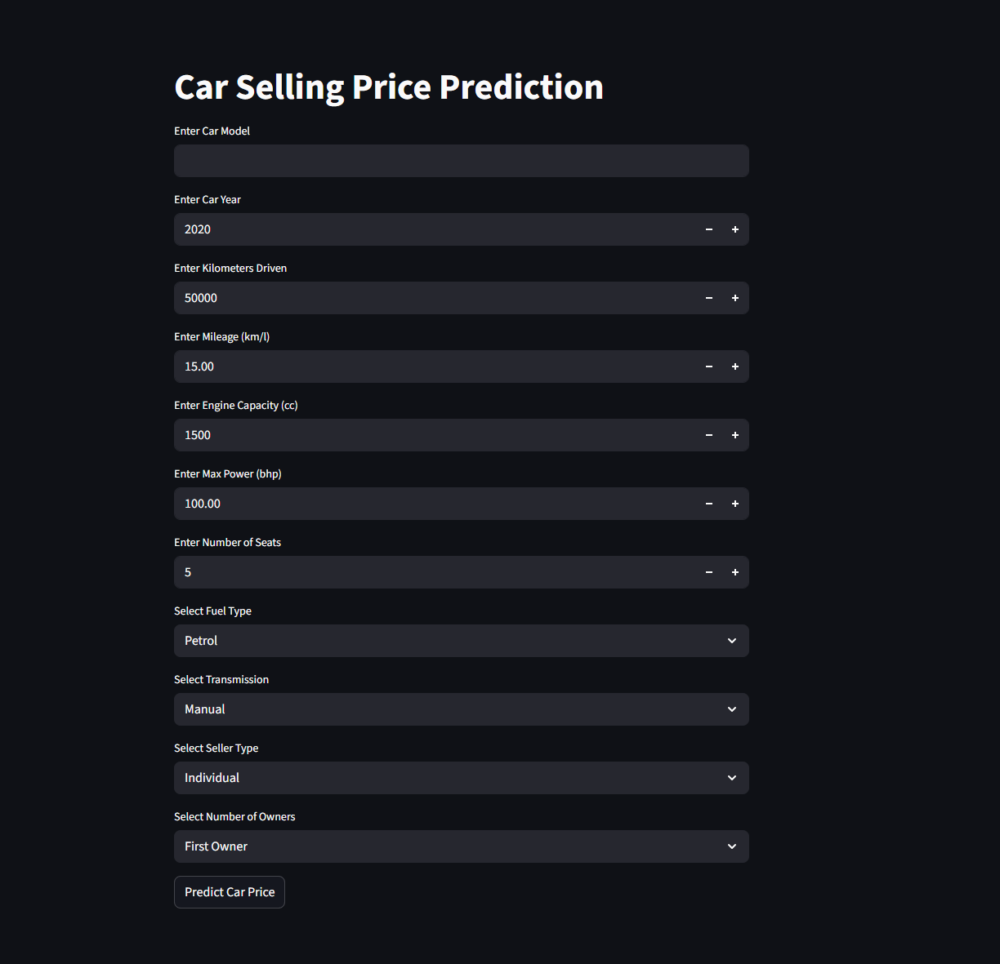 Car Selling Price Prediction
Enter Car Model
Enter Car Year
2020
Enter Kilometers Driven
50000
Enter Mileage (km/l)
15.00
Enter Engine Capacity (cc)
1500
Enter Max Power (bhp)
100.00
Enter Number of Seats
5
Select Fuel Type
Petrol
Select Transmission
Manual
Select Seller Type
Individual
Select Number of Owners
First Owner
Predict Car Price